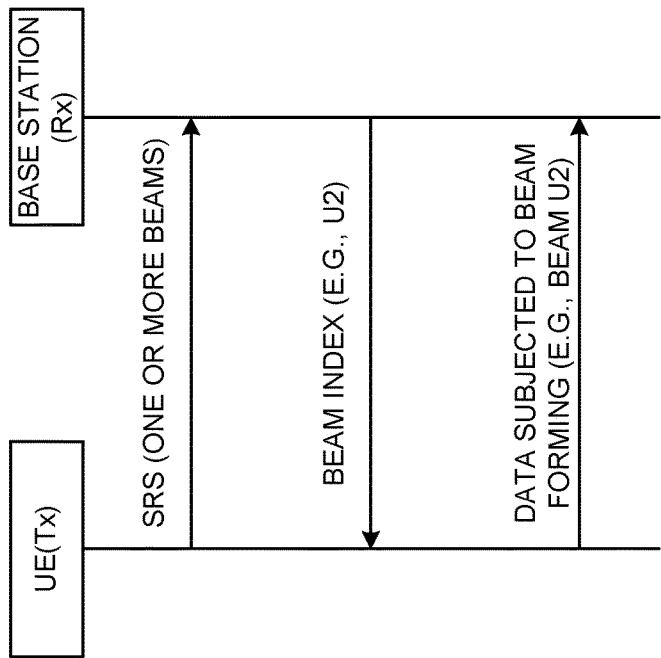 UE(Tx)
BASE STATION
(Rx)
SRS (ONE OR MORE BEAMS)
BEAM INDEX (E.G., U2)
DATA SUBJECTED TO BEAM
FORMING (E.G., BEAM U2)